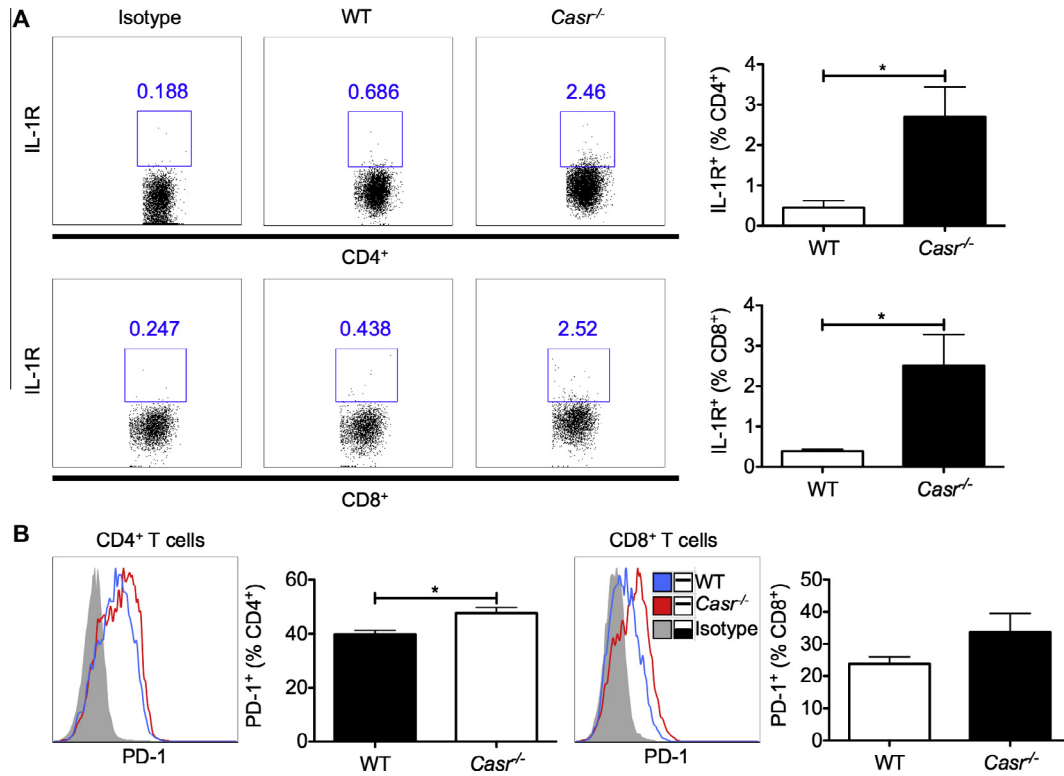 A
Isotype
WT
Casr-/-
IL-1R
0.188
0.686
2.46
CD4+
IL-1R+ (% CD4+)
4
3
2
1
0
*
WT
Casr-/-
IL-1R
0.247
0.438
2.52
CD8+
IL-1R+ (% CD8+)
4
3
2
1
0
*
WT
Casr-/-
B
CD4+ T cells
PD-1
PD-1+ (% CD4+)
60
40
20
0
*
WT
Casr-/-
CD8+ T cells
WT
Casr-/-
Isotype
PD-1
PD-1+ (% CD8+)
50
40
30
20
10
0
WT
Casr-/-